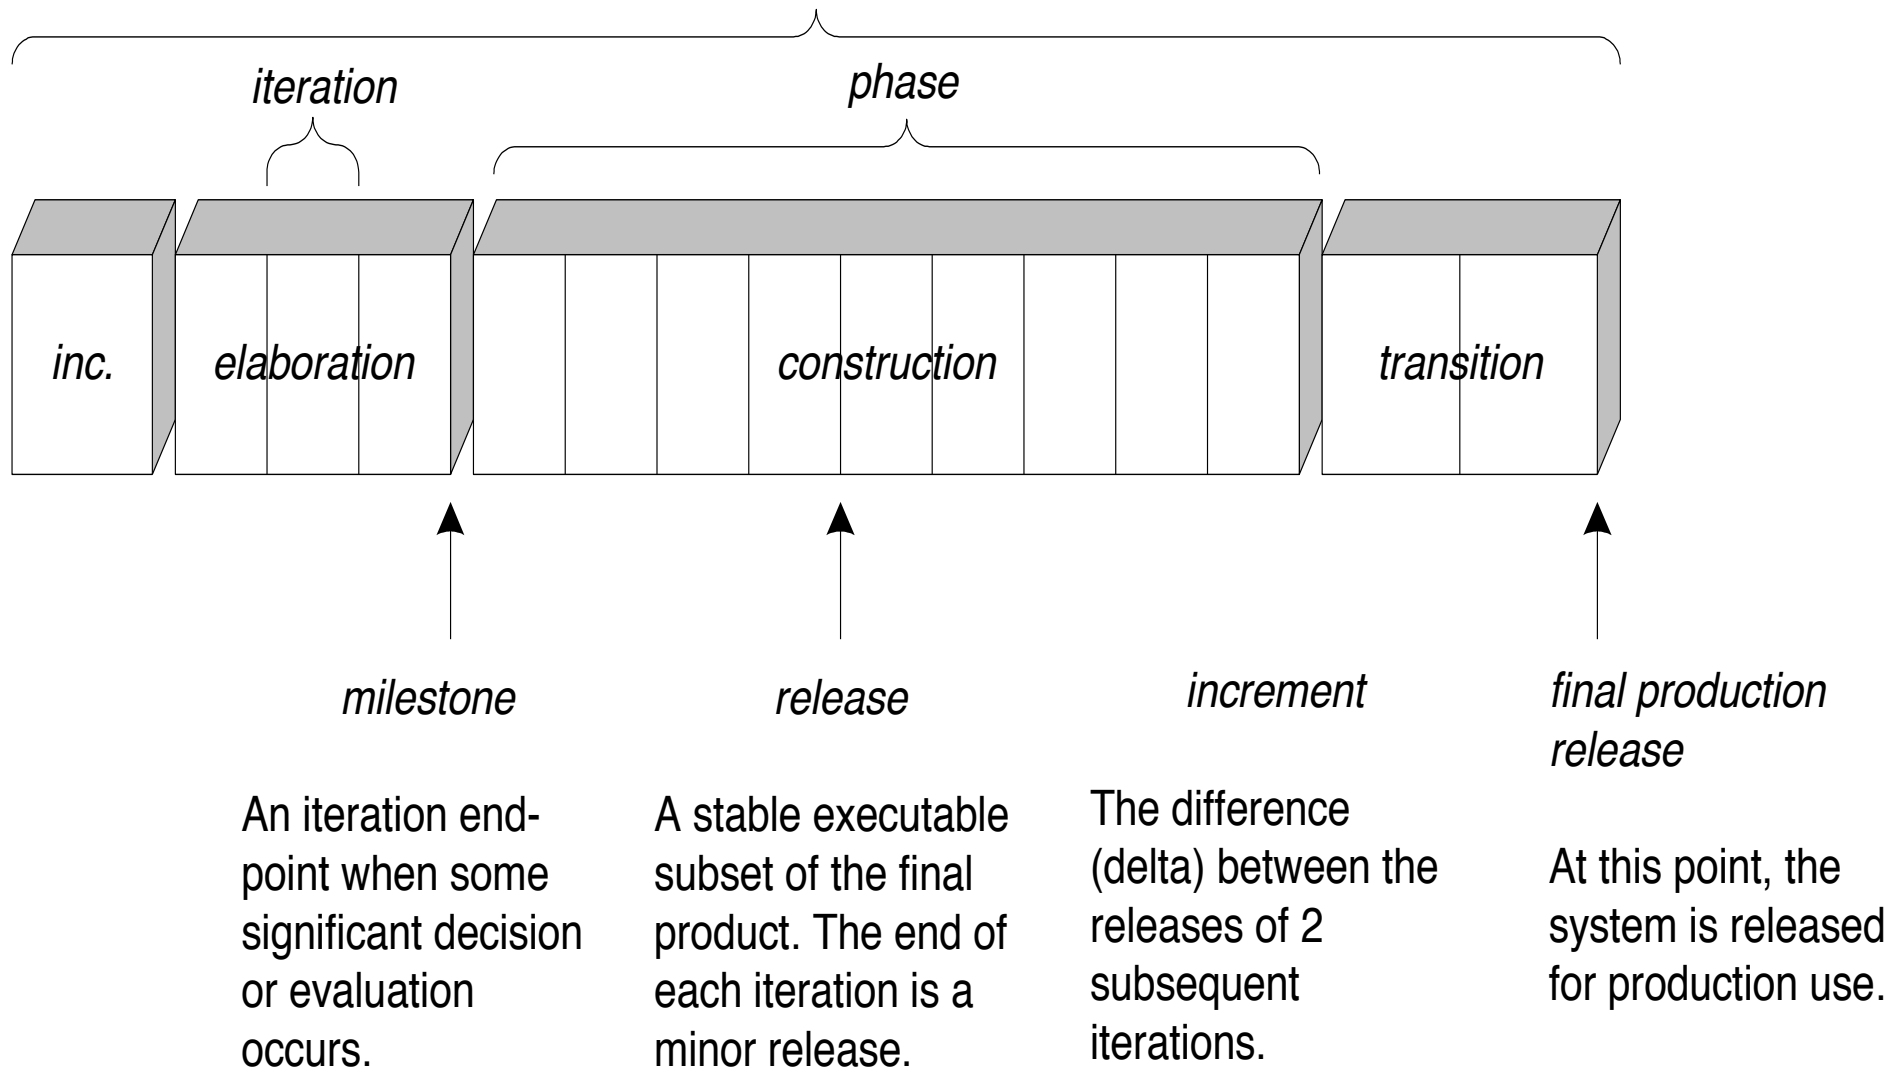 iteration
phase
inc.
elaboration
construction
transition
milestone
An iteration end-
point when some
significant decision
or evaluation
occurs.
release
A stable executable
subset of the final
product. The end of
each iteration is a
minor release.
increment
The difference
(delta) between the
releases of 2
subsequent
iterations.
final production
release
At this point, the
system is released
for production use.